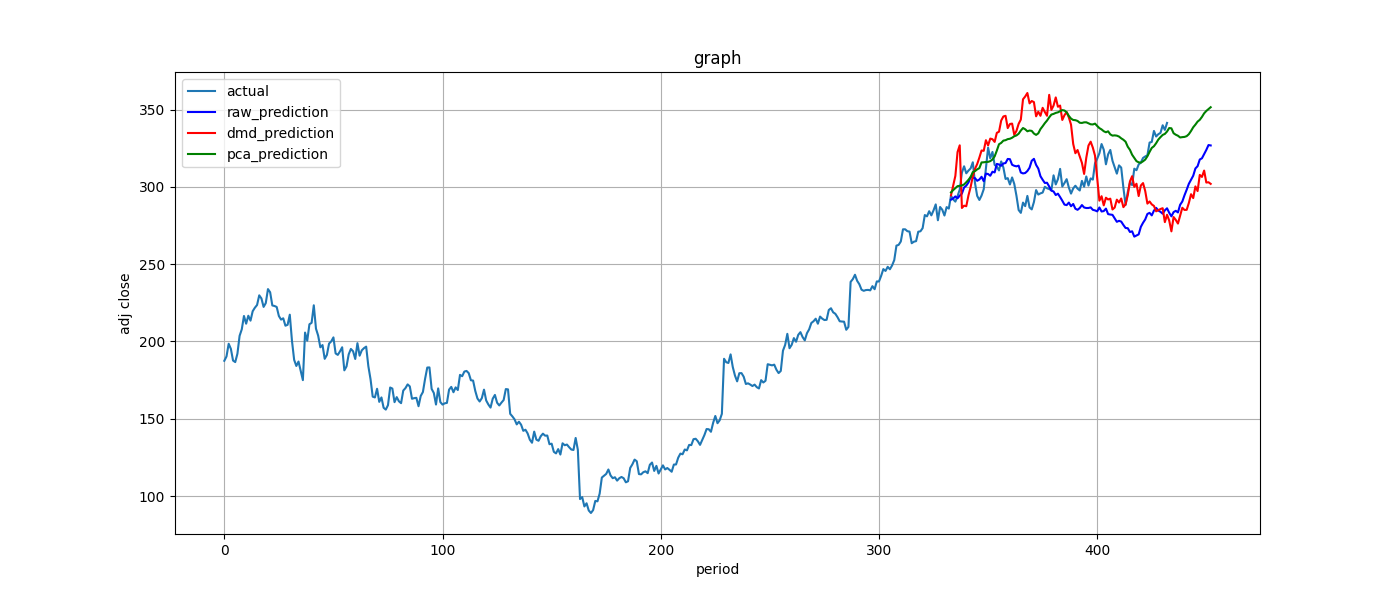 graph
actual
raw_prediction
dmd_prediction
pca_prediction
350
300
250
200
150
100
adj close
0 100 200 300 400
period